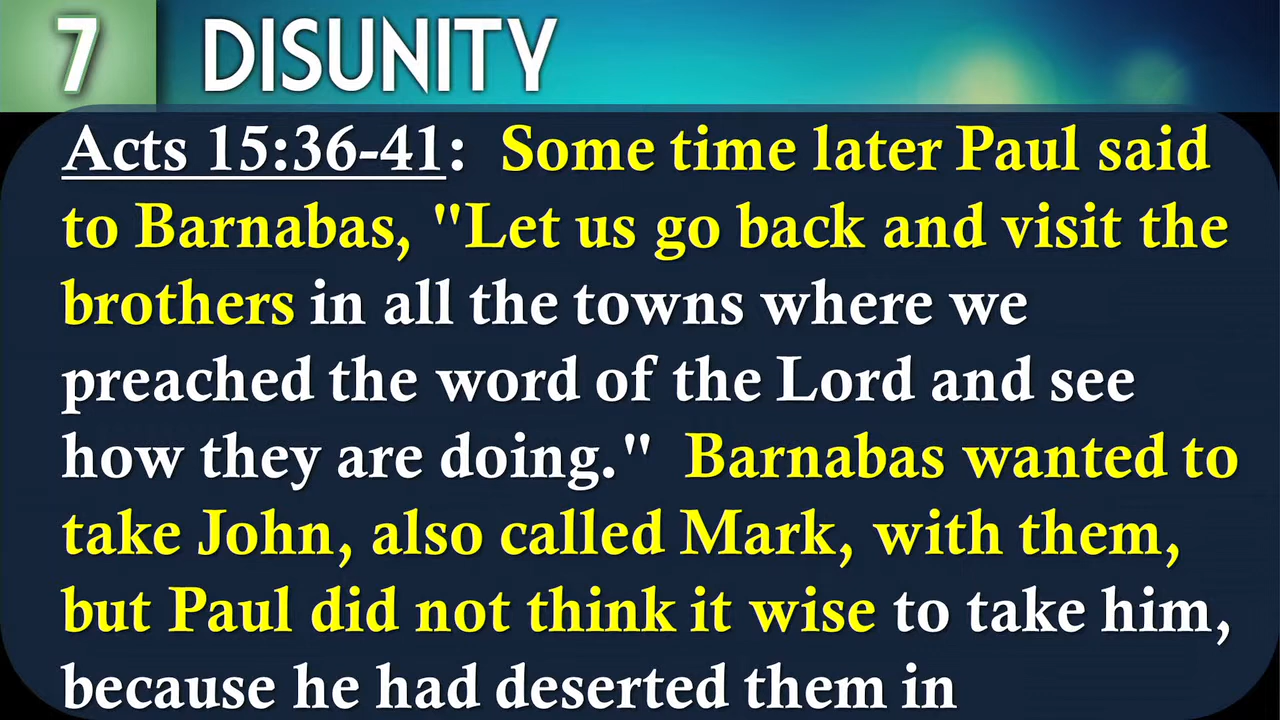 7 DISUNITY
Acts 15:36-41: Some time later Paul said
to Barnabas, "Let us go back and visit the
brothers in all the towns where we
preached the word of the Lord and see
how they are doing." Barnabas wanted to
take John, also called Mark, with them,
but Paul did not think it wise to take him,
because he had deserted them in